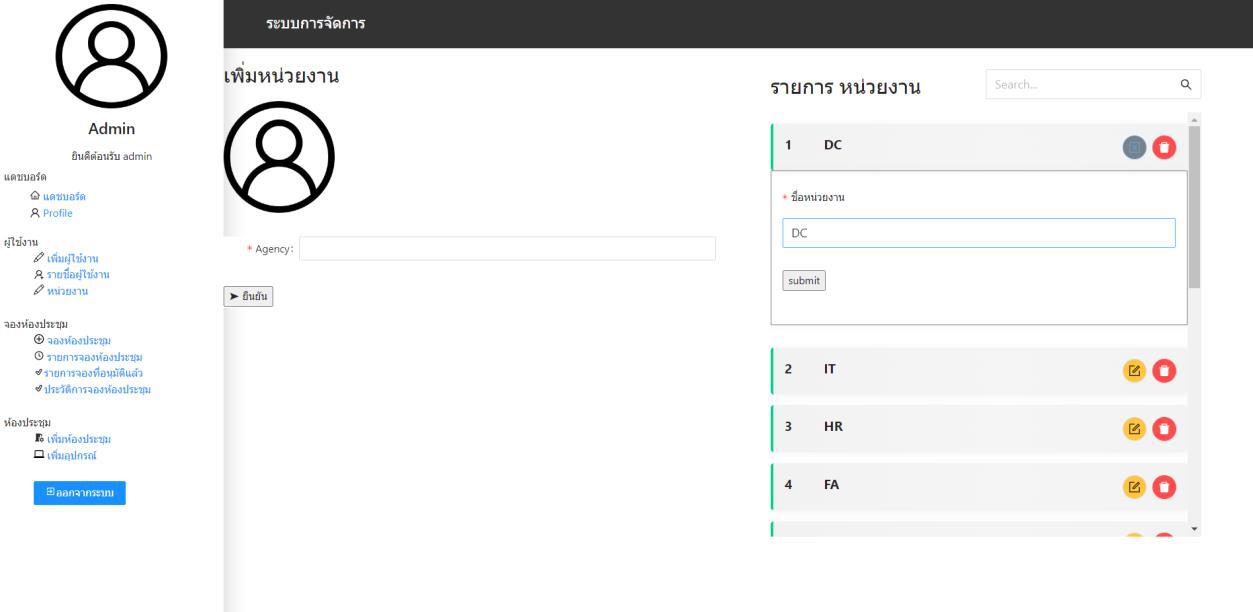 ระบบการจัดการ
Admin
ยินดีต้อนรับ admin
แดชบอร์ด
แดชบอร์ด
Profile
ผู้ใช้งาน
เพิ่มผู้ใช้งาน
รายชื่อผู้ใช้งาน
หน่วยงาน
จองห้องประชุม
จองห้องประชุม
รายการจองห้องประชุม
รายการจองที่อนุมัติแล้ว
ประวัติการจองห้องประชุม
ห้องประชุม
เพิ่มห้องประชุม
เพิ่มอุปกรณ์
ออกจากระบบ
เพิ่มหน่วยงาน
* Agency:
ยืนยัน
รายการ หน่วยงาน
Search...
1 DC
* ชื่อหน่วยงาน
DC
submit
2 IT
3 HR
4 FA